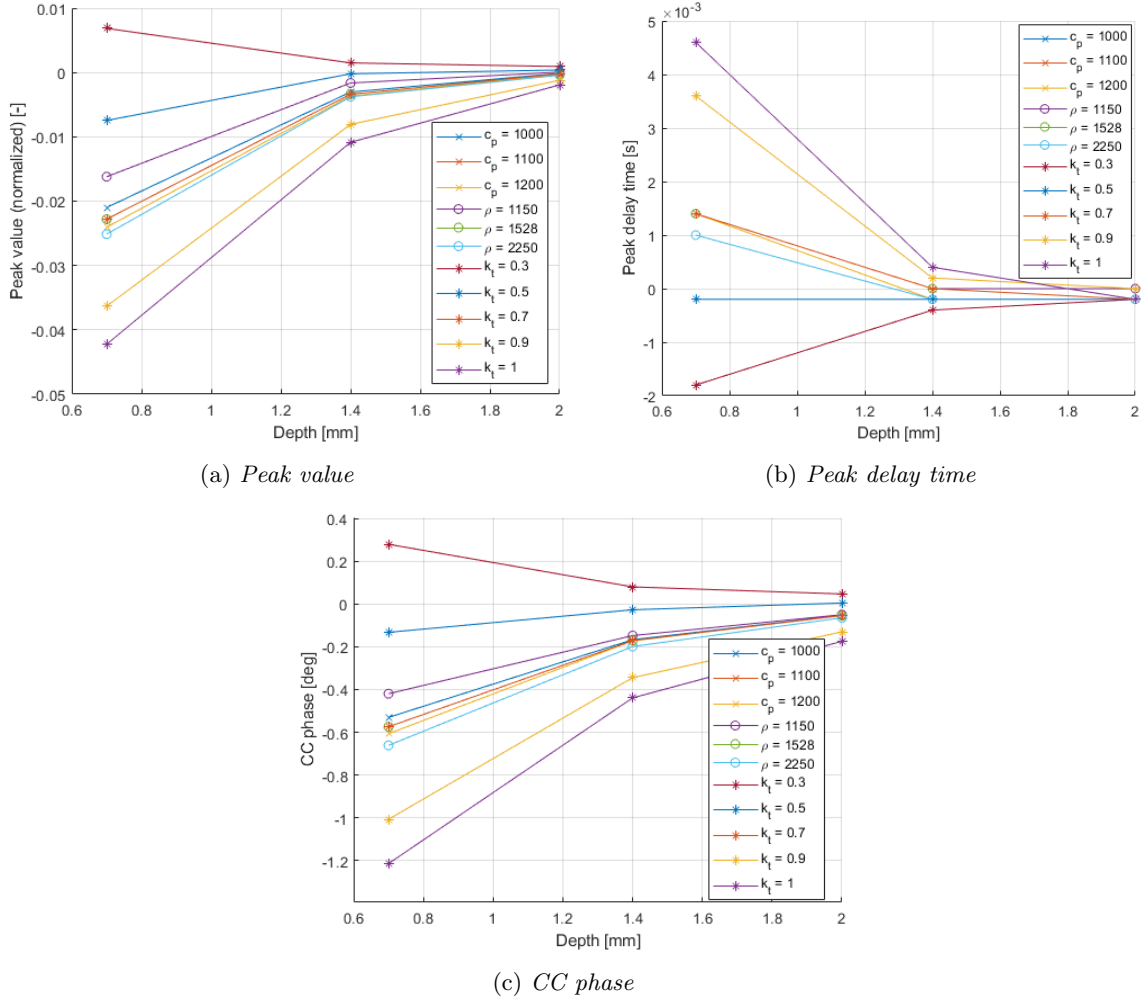 0.01
0
-0.01
-0.02
-0.03
-0.04
-0.05
Peak value (normalized) [-]
0.6 0.8 1 1.2 1.4 1.6 1.8 2
Depth [mm]
c_p = 1000
c_p = 1100
c_p = 1200
ρ = 1150
ρ = 1528
ρ = 2250
k_t = 0.3
k_t = 0.5
k_t = 0.7
k_t = 0.9
k_t = 1
(a) Peak value
×10⁻³
5
4
3
2
1
0
-1
-2
Peak delay time [s]
0.6 0.8 1 1.2 1.4 1.6 1.8 2
Depth [mm]
c_p = 1000
c_p = 1100
c_p = 1200
ρ = 1150
ρ = 1528
ρ = 2250
k_t = 0.3
k_t = 0.5
k_t = 0.7
k_t = 0.9
k_t = 1
(b) Peak delay time
0.4
0.2
0
-0.2
-0.4
-0.6
-0.8
-1
-1.2
CC phase [deg]
0.6 0.8 1 1.2 1.4 1.6 1.8 2
Depth [mm]
c_p = 1000
c_p = 1100
c_p = 1200
ρ = 1150
ρ = 1528
ρ = 2250
k_t = 0.3
k_t = 0.5
k_t = 0.7
k_t = 0.9
k_t = 1
(c) CC phase